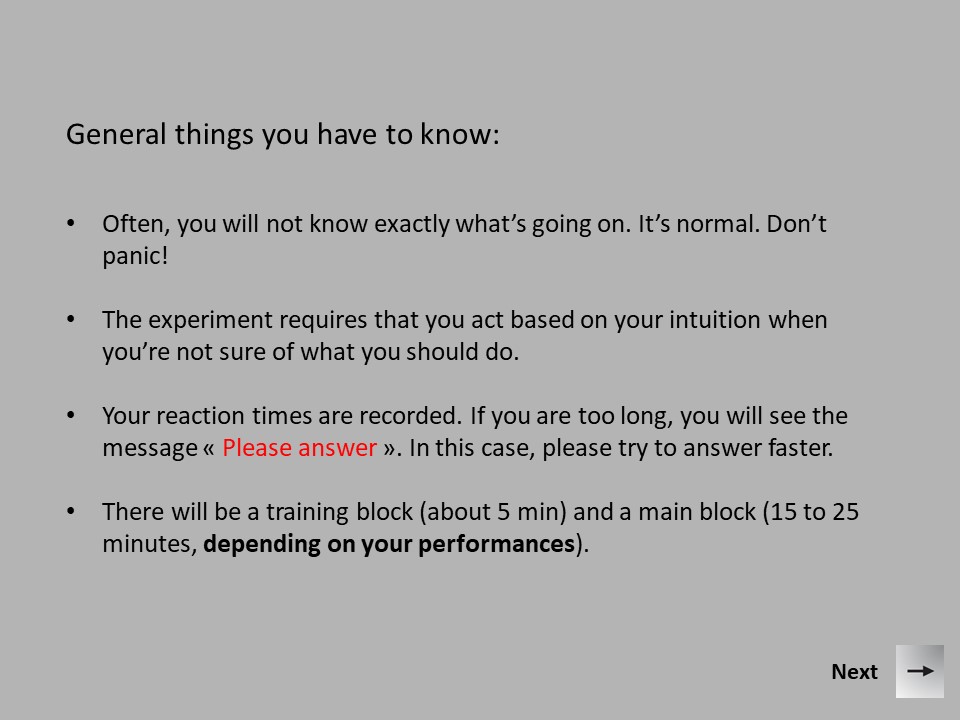 General things you have to know:
• Often, you will not know exactly what’s going on. It’s normal. Don’t
panic!
• The experiment requires that you act based on your intuition when
you’re not sure of what you should do.
• Your reaction times are recorded. If you are too long, you will see the
message « Please answer ». In this case, please try to answer faster.
• There will be a training block (about 5 min) and a main block (15 to 25
minutes, depending on your performances).
Next